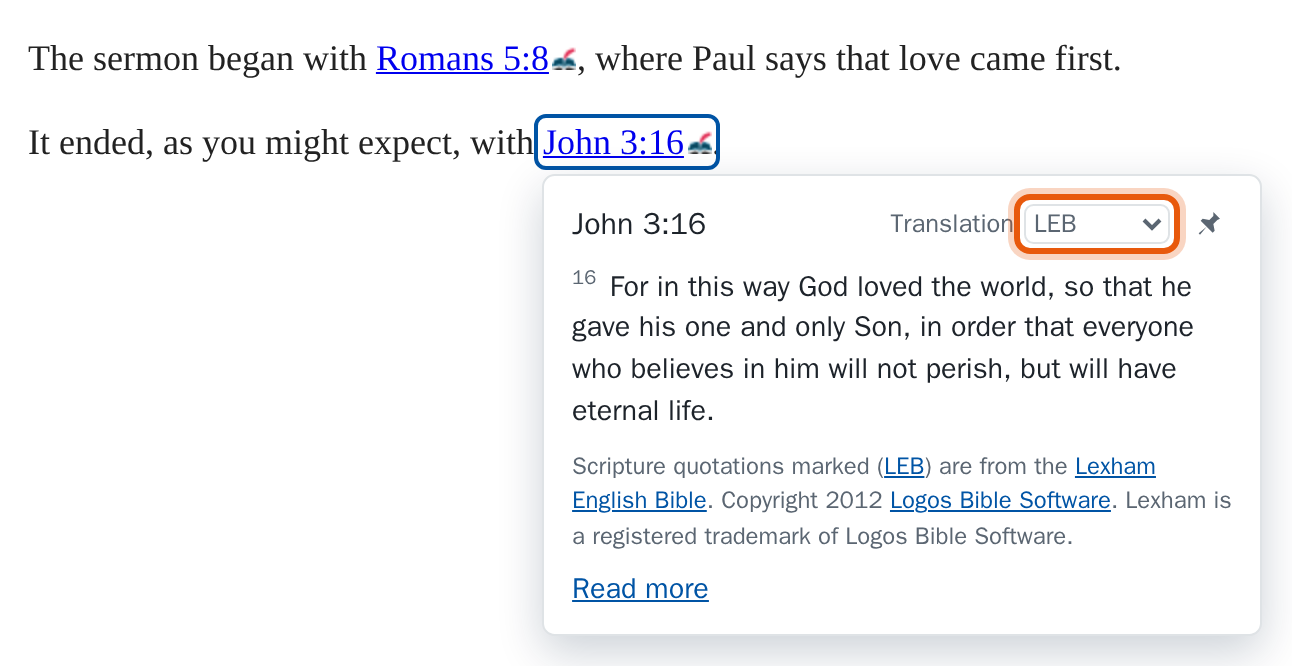 The sermon began with Romans 5:8, where Paul says that love came first.
It ended, as you might expect, with John 3:16.
John 3:16 Translation LEB
16 For in this way God loved the world, so that he
gave his one and only Son, in order that everyone
who believes in him will not perish, but will have
eternal life.
Scripture quotations marked (LEB) are from the Lexham
English Bible. Copyright 2012 Logos Bible Software. Lexham is
a registered trademark of Logos Bible Software.
Read more